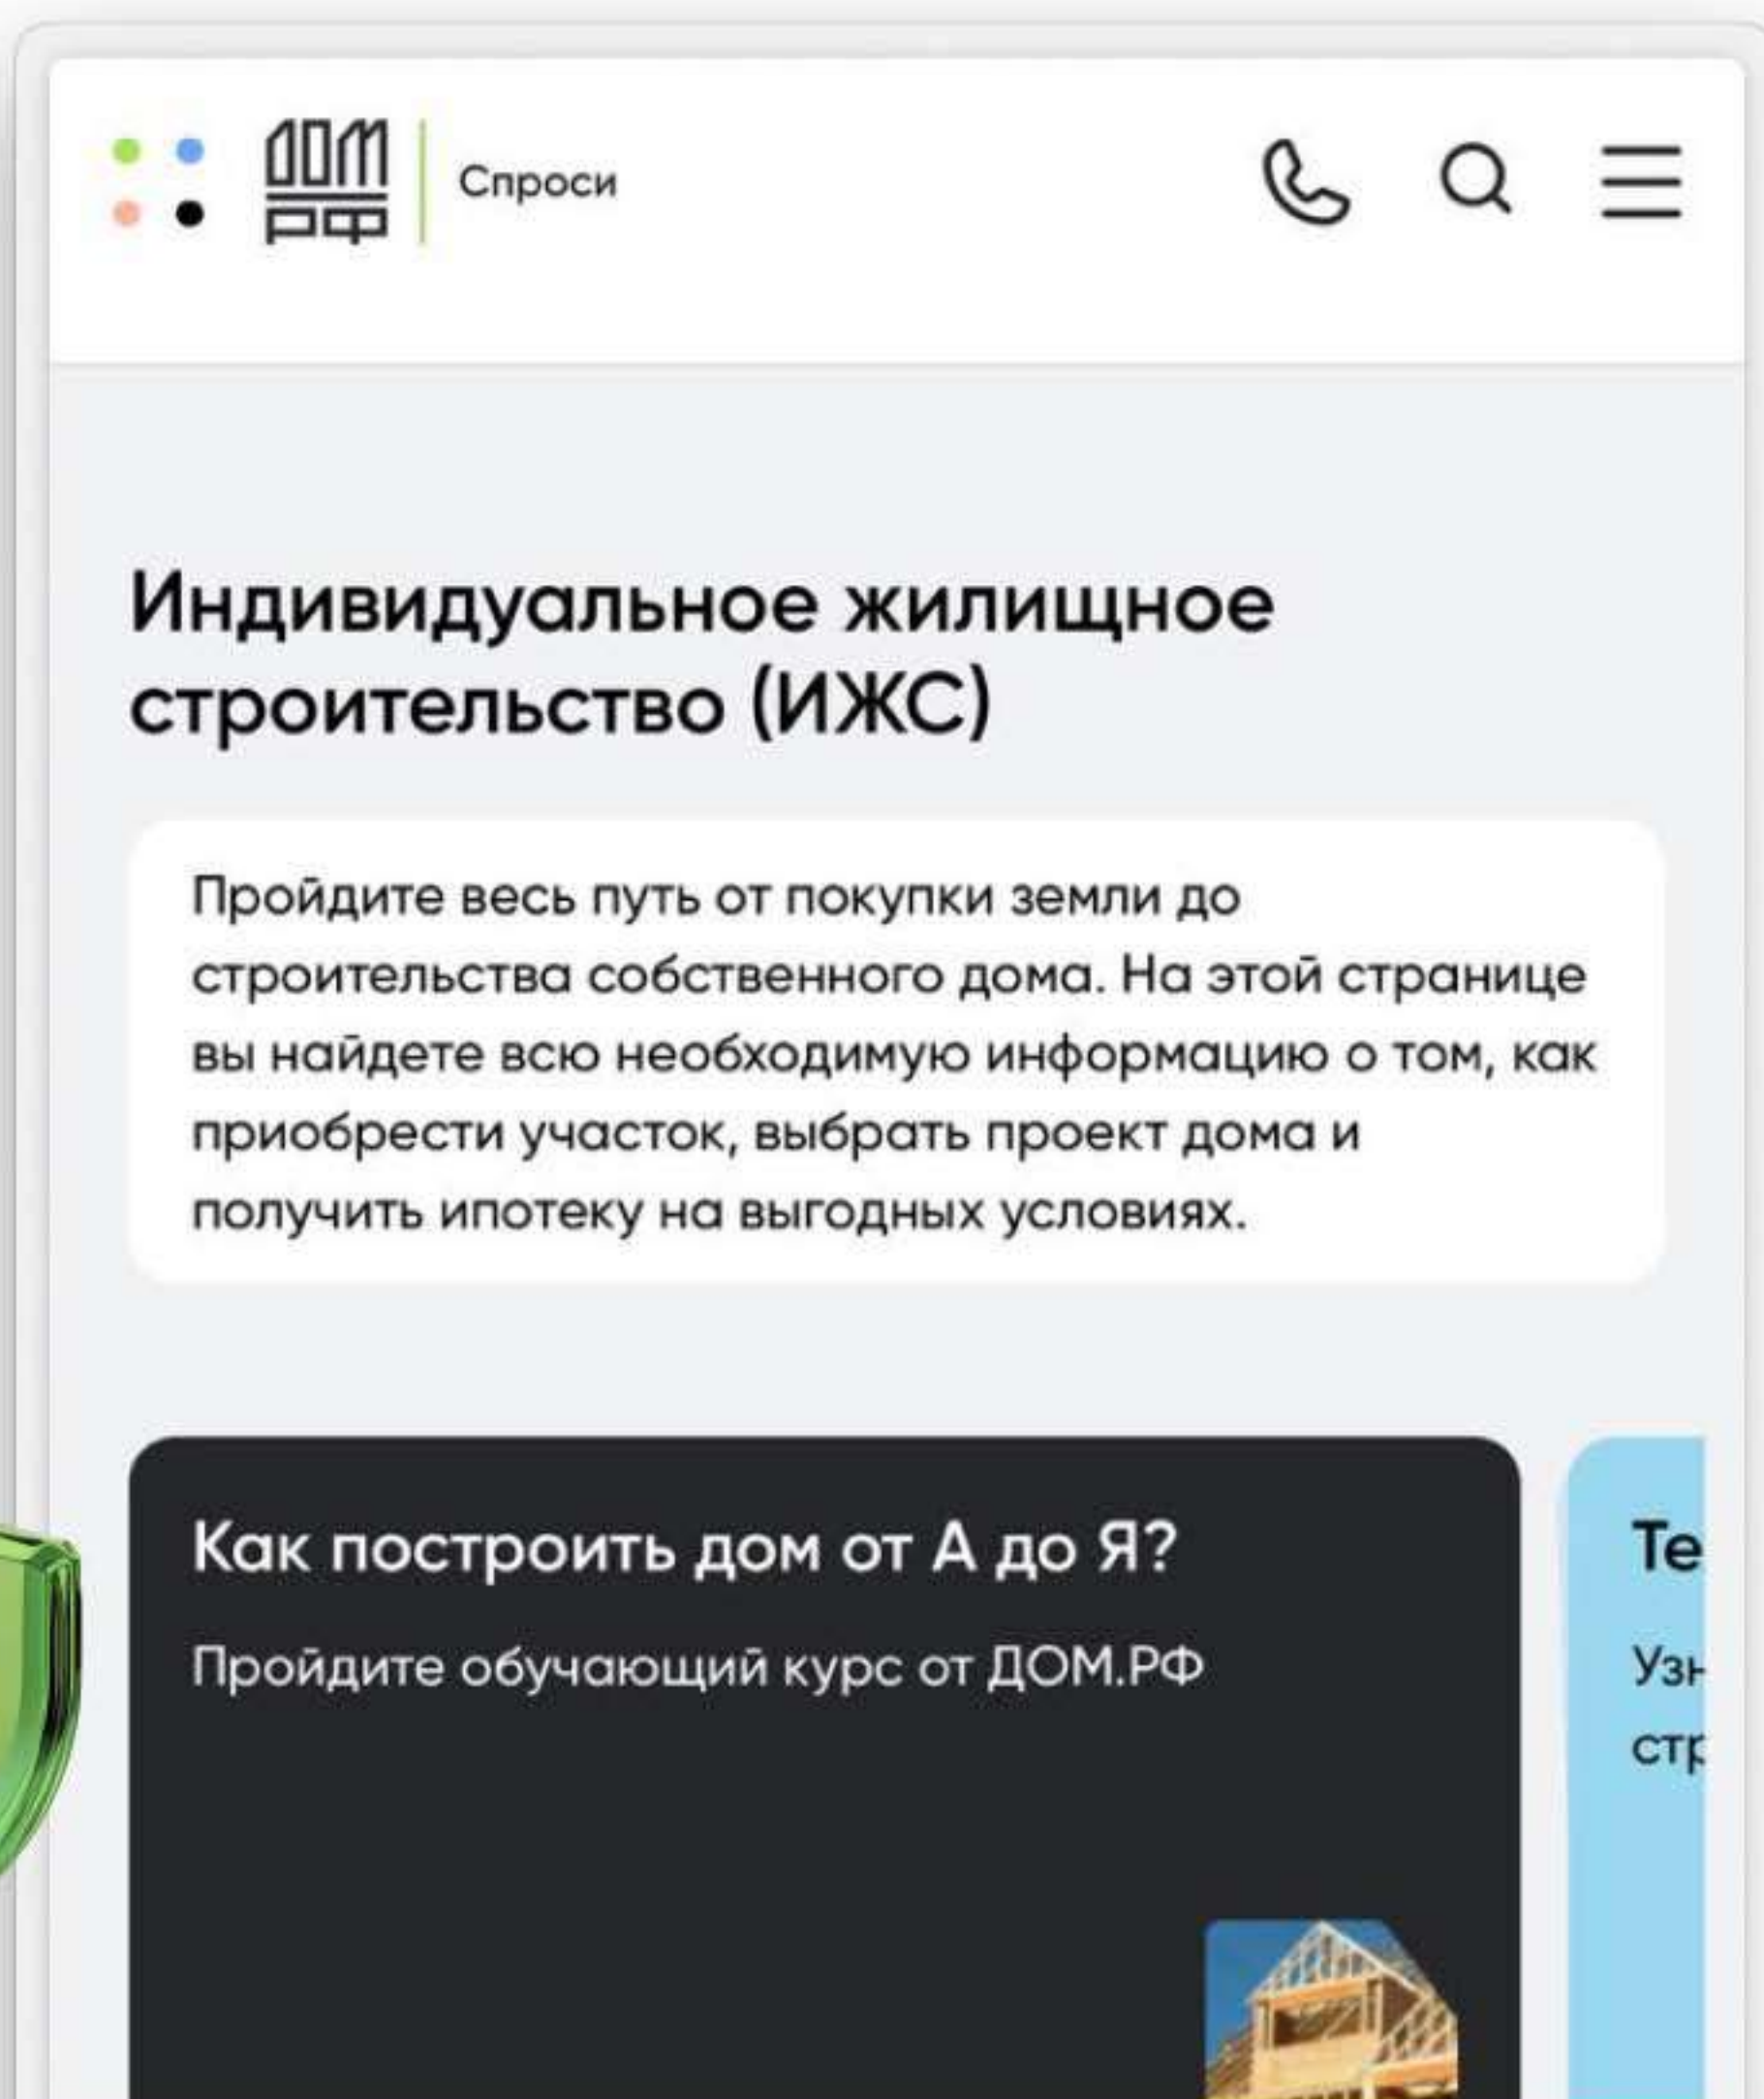 ДОМ
РФ
Спроси
Индивидуальное жилищное
строительство (ИЖС)
Пройдите весь путь от покупки земли до
строительства собственного дома. На этой странице
вы найдете всю необходимую информацию о том, как
приобрести участок, выбрать проект дома и
получить ипотеку на выгодных условиях.
Как построить дом от А до Я?
Пройдите обучающий курс от ДОМ.РФ